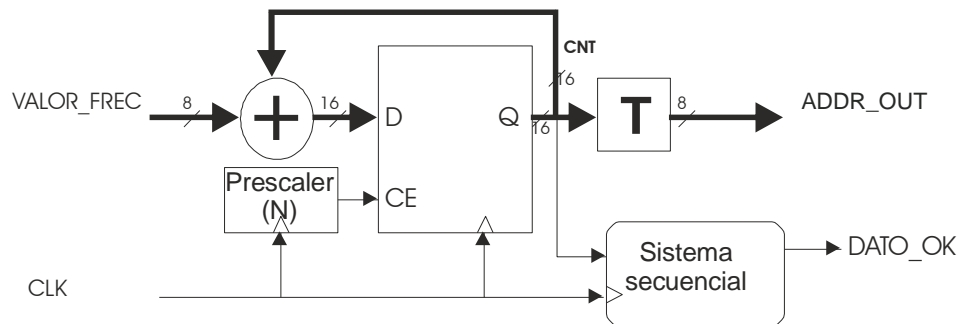 CNT
16
VALOR_FREC
8
+
16
D
Q
16
T
8
ADDR_OUT
Prescaler
(N)
CE
Sistema
secuencial
DATO_OK
CLK